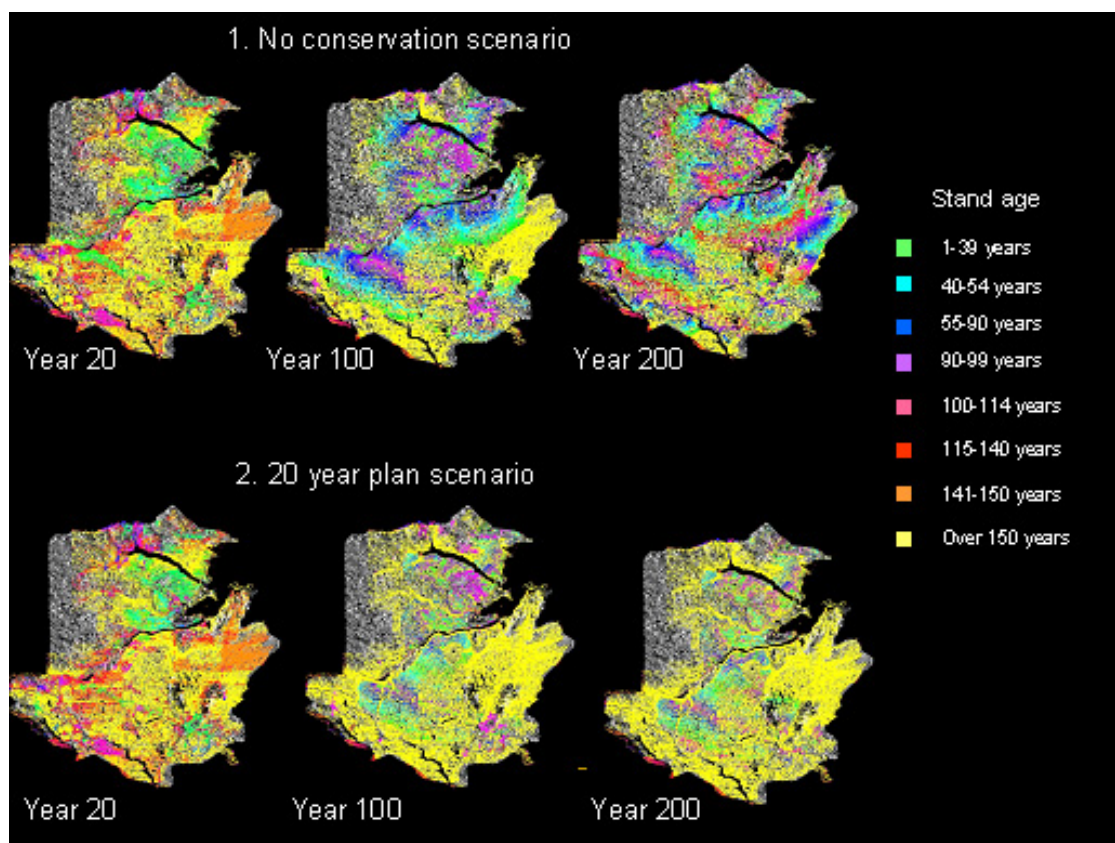 1. No conservation scenario
Year 20
Year 100
Year 200
Stand age
1-39 years
40-54 years
55-90 years
90-99 years
100-114 years
115-140 years
141-150 years
Over 150 years
2. 20 year plan scenario
Year 20
Year 100
Year 200